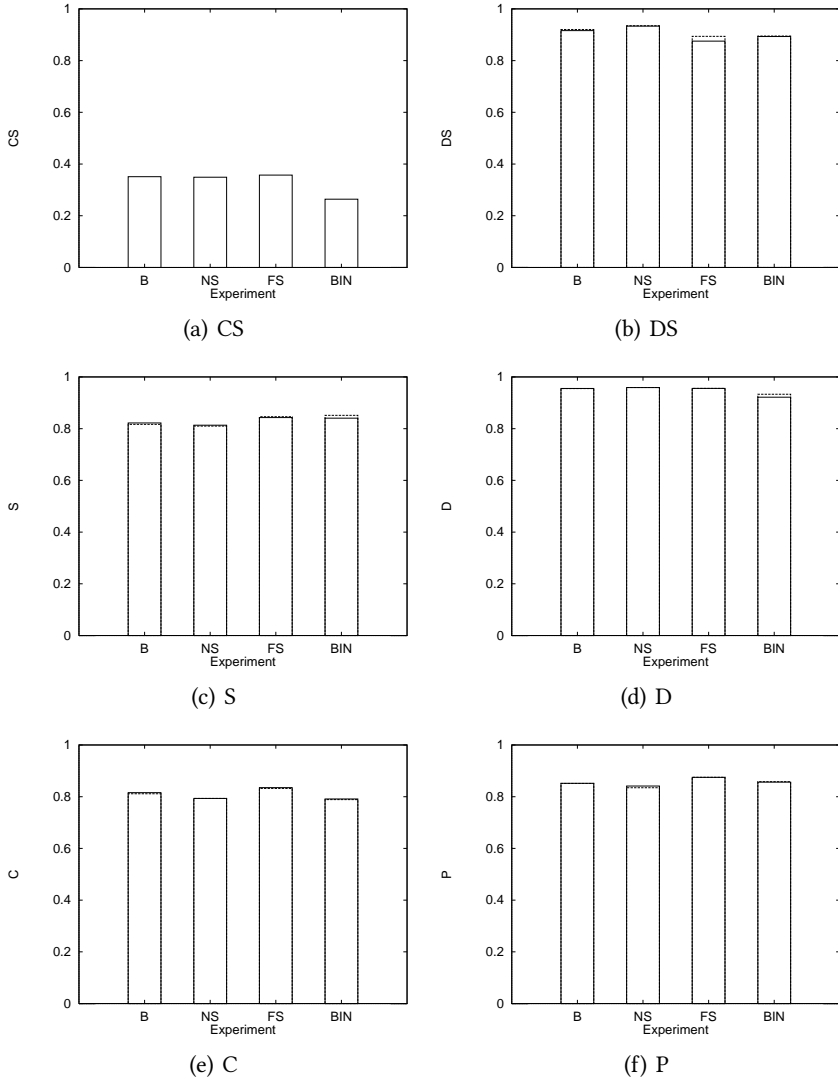 1
0.8
0.6
0.4
0.2
0
CS
B NS FS BIN
Experiment
(a) CS
1
0.8
0.6
0.4
0.2
0
DS
B NS FS BIN
Experiment
(b) DS
1
0.8
0.6
0.4
0.2
0
S
B NS FS BIN
Experiment
(c) S
1
0.8
0.6
0.4
0.2
0
D
B NS FS BIN
Experiment
(d) D
1
0.8
0.6
0.4
0.2
0
C
B NS FS BIN
Experiment
(e) C
1
0.8
0.6
0.4
0.2
0
P
B NS FS BIN
Experiment
(f) P